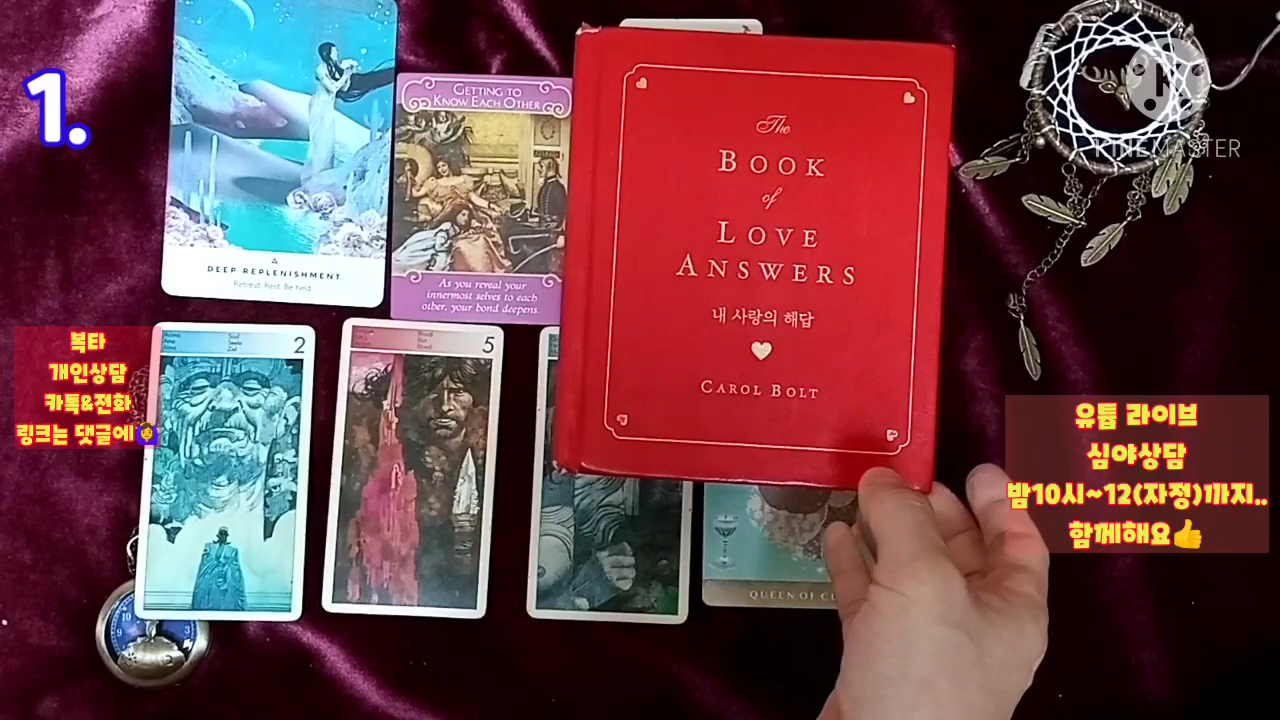 1.
DEEP REPLENISHMENT
Retreat. Rest. Be held.
GETTING TO
KNOW EACH OTHER
As you reveal your
innermost selves to each
other, your bond deepens.
The
BOOK
of
LOVE
ANSWERS
내 사랑의 해답
CAROL BOLT
KINEMASTER
복타
개인상담
카톡&전화
링크는 댓글에🙆‍♀️
2
5
QUEEN OF
유튭 라이브
심야상담
밤10시~12(자정)까지..
함께해요👍